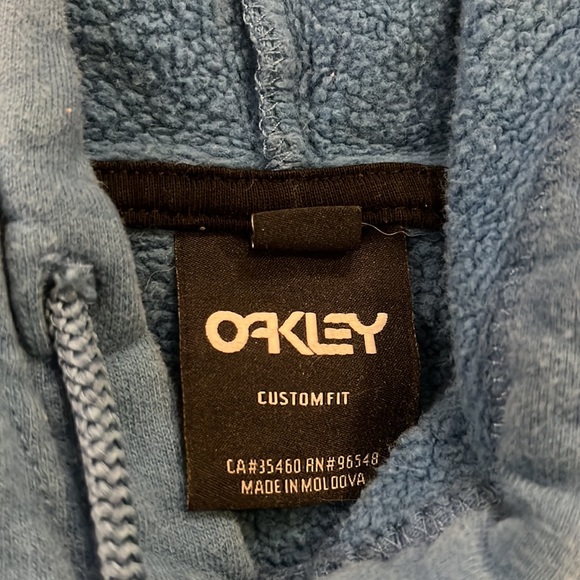 OAKLEY
CUSTOM FIT
CA#35460 RN#96548
MADE IN MOLDOVA